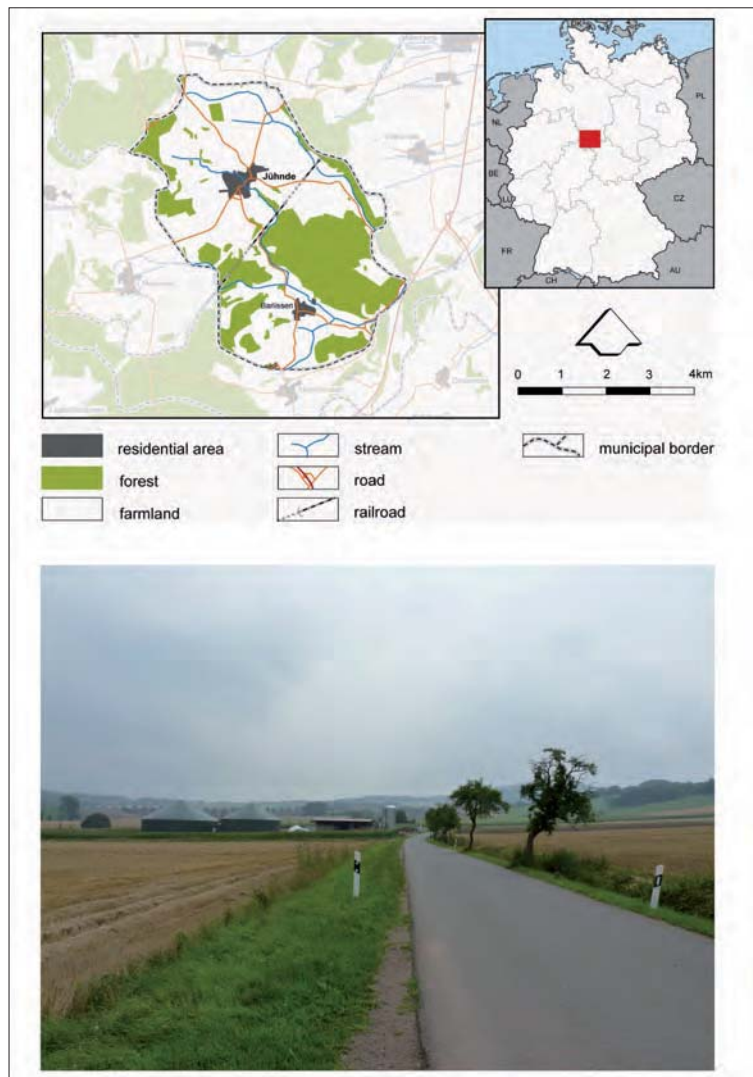 Jühnde
Barlissen
DK
PL
NL
BE
LU
CZ
FR
CH
AU
0 1 2 3 4km
residential area
stream
municipal border
forest
road
farmland
railroad